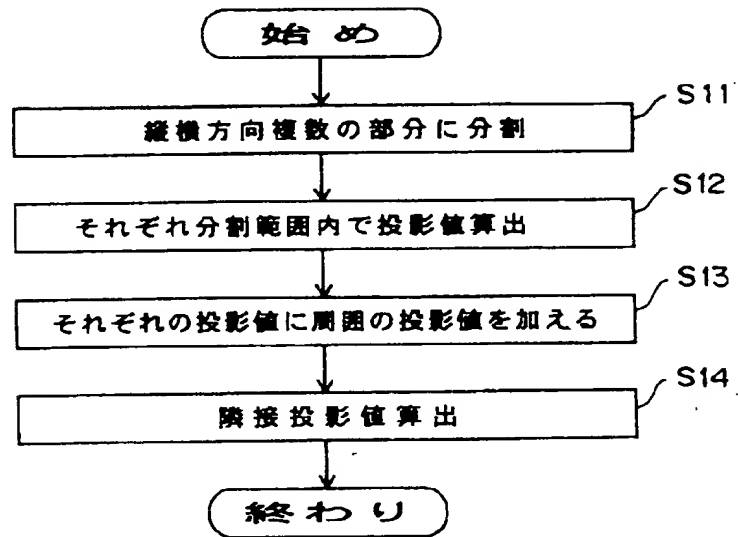 始め
S11
縦横方向複数の部分に分割
S12
それぞれ分割範囲内で投影値算出
S13
それぞれの投影値に周囲の投影値を加える
S14
隣接投影値算出
終わり